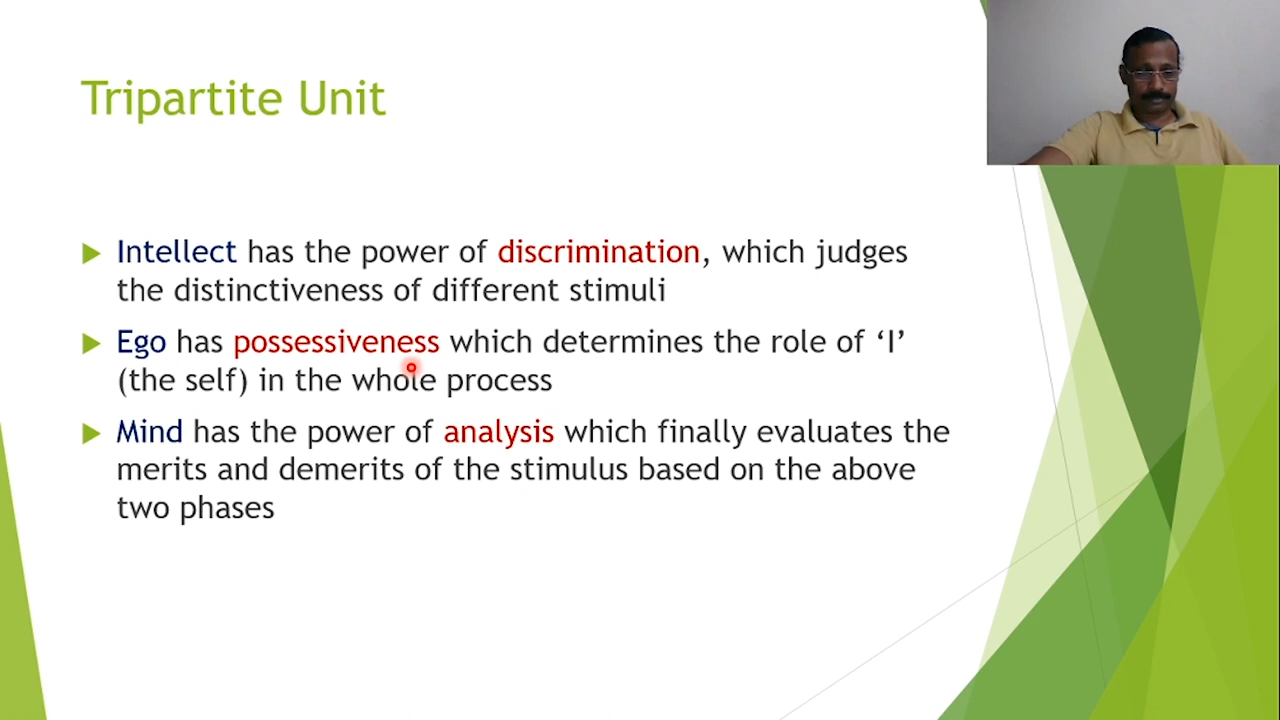 Tripartite Unit
Intellect has the power of discrimination, which judges
the distinctiveness of different stimuli
Ego has possessiveness which determines the role of ‘I’
(the self) in the whole process
Mind has the power of analysis which finally evaluates the
merits and demerits of the stimulus based on the above
two phases